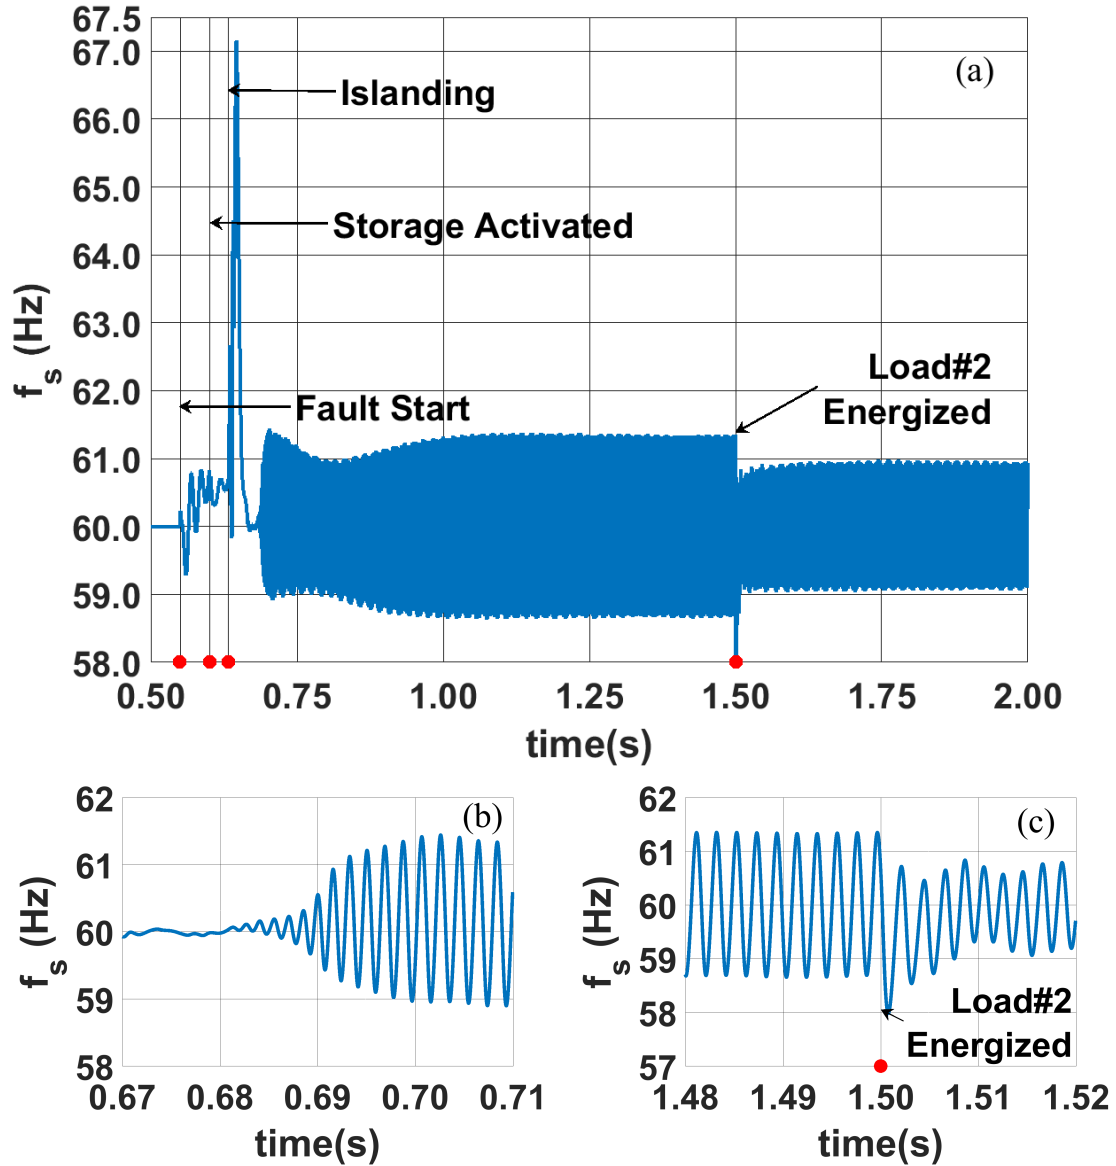 67.5
67.0
(a)
Islanding
66.0
65.0
Storage Activated
64.0
f_s (Hz)
63.0
62.0
Load#2
Energized
Fault Start
61.0
60.0
59.0
58.0
0.50 0.75 1.00 1.25 1.50 1.75 2.00
time(s)
62
(b)
61
60
f_s (Hz)
59
58
0.67 0.68 0.69 0.70 0.71
time(s)
62
(c)
61
60
f_s (Hz)
59
58
Load#2
Energized
57
1.48 1.49 1.50 1.51 1.52
time(s)